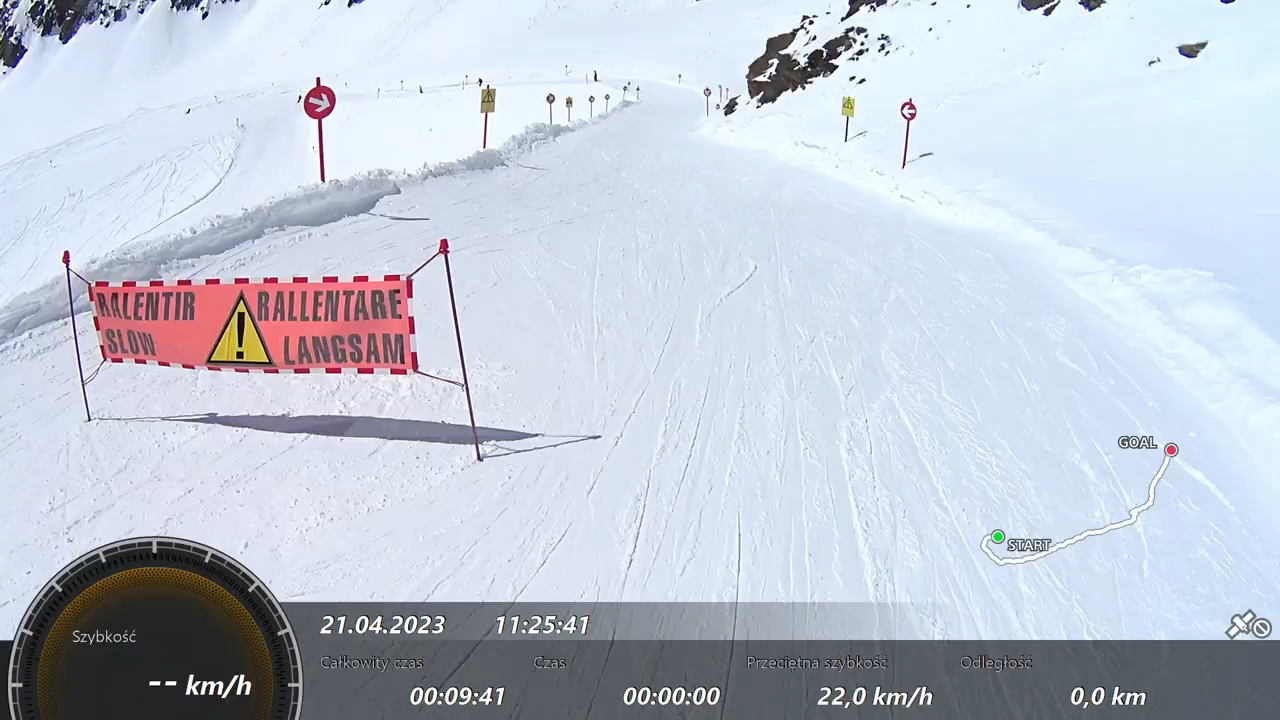 RALENTIR RALLENTARE
SLOW LANGSAM
GOAL
START
21.04.2023 11:25:41
Szybkość
-- km/h
Całkowity czas Czas Przeciętna szybkość Odległość
00:09:41 00:00:00 22,0 km/h 0,0 km